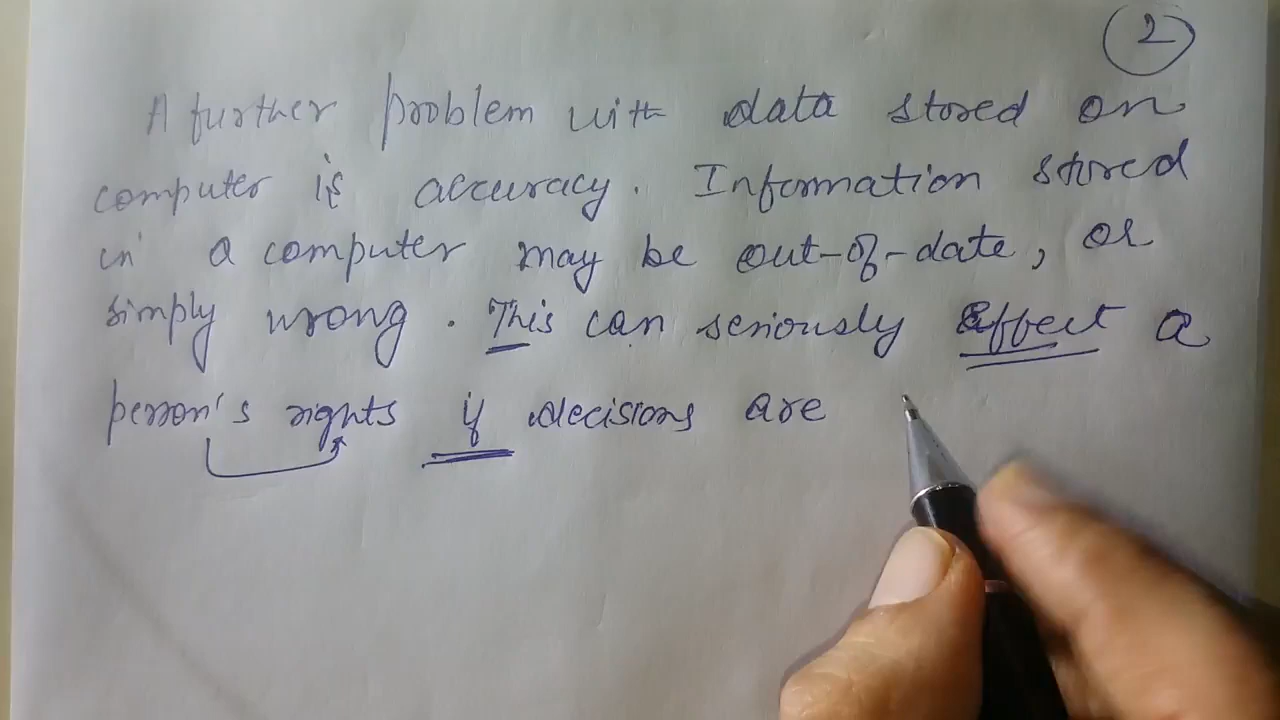 2
A further problem with data stored on
computer is accuracy. Information stored
in a computer may be out-of-date, or
simply wrong. This can seriously affect a
person's rights if decisions are